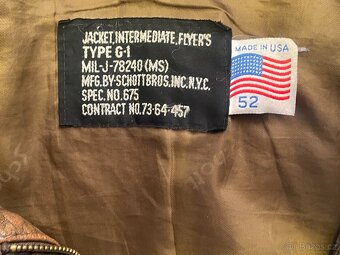 JACKET, INTERMEDIATE, FLYER'S
TYPE G-1
MIL-J-78240 (MS)
MFG. BY SCHOTT BROS. INC. N.Y.C.
SPEC. NO. 675
CONTRACT NO. 73-64-457
MADE IN USA
52